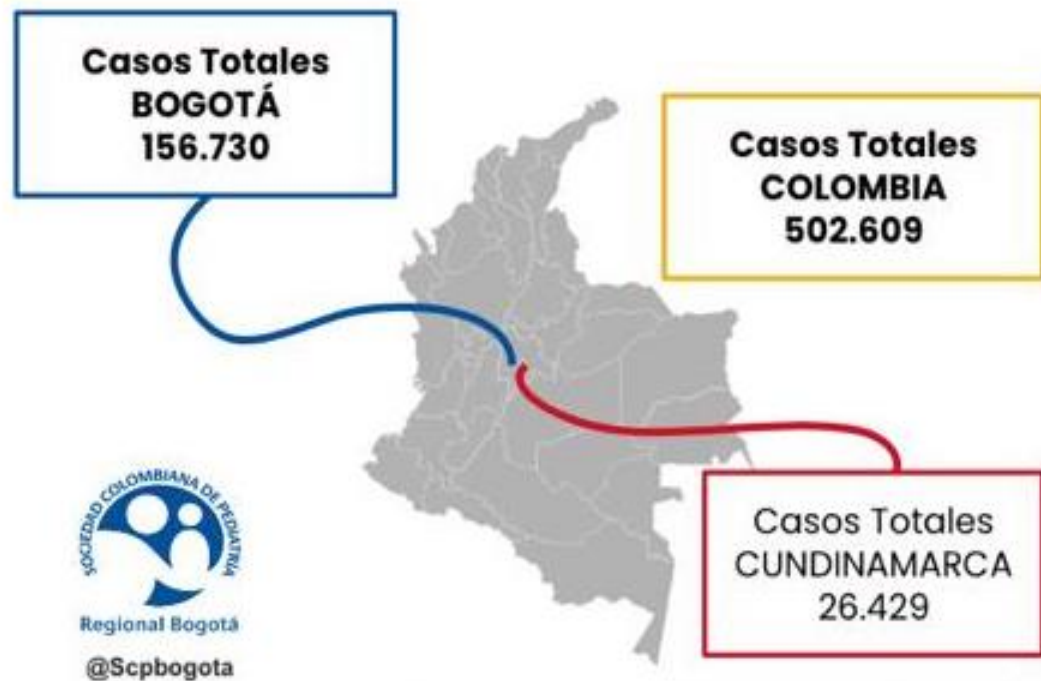 Casos Totales
BOGOTÁ
156.730
Casos Totales
COLOMBIA
502.609
Casos Totales
CUNDINAMARCA
26.429
SOCIEDAD COLOMBIANA DE PEDIATRIA
Regional Bogotá
@Scpbogota